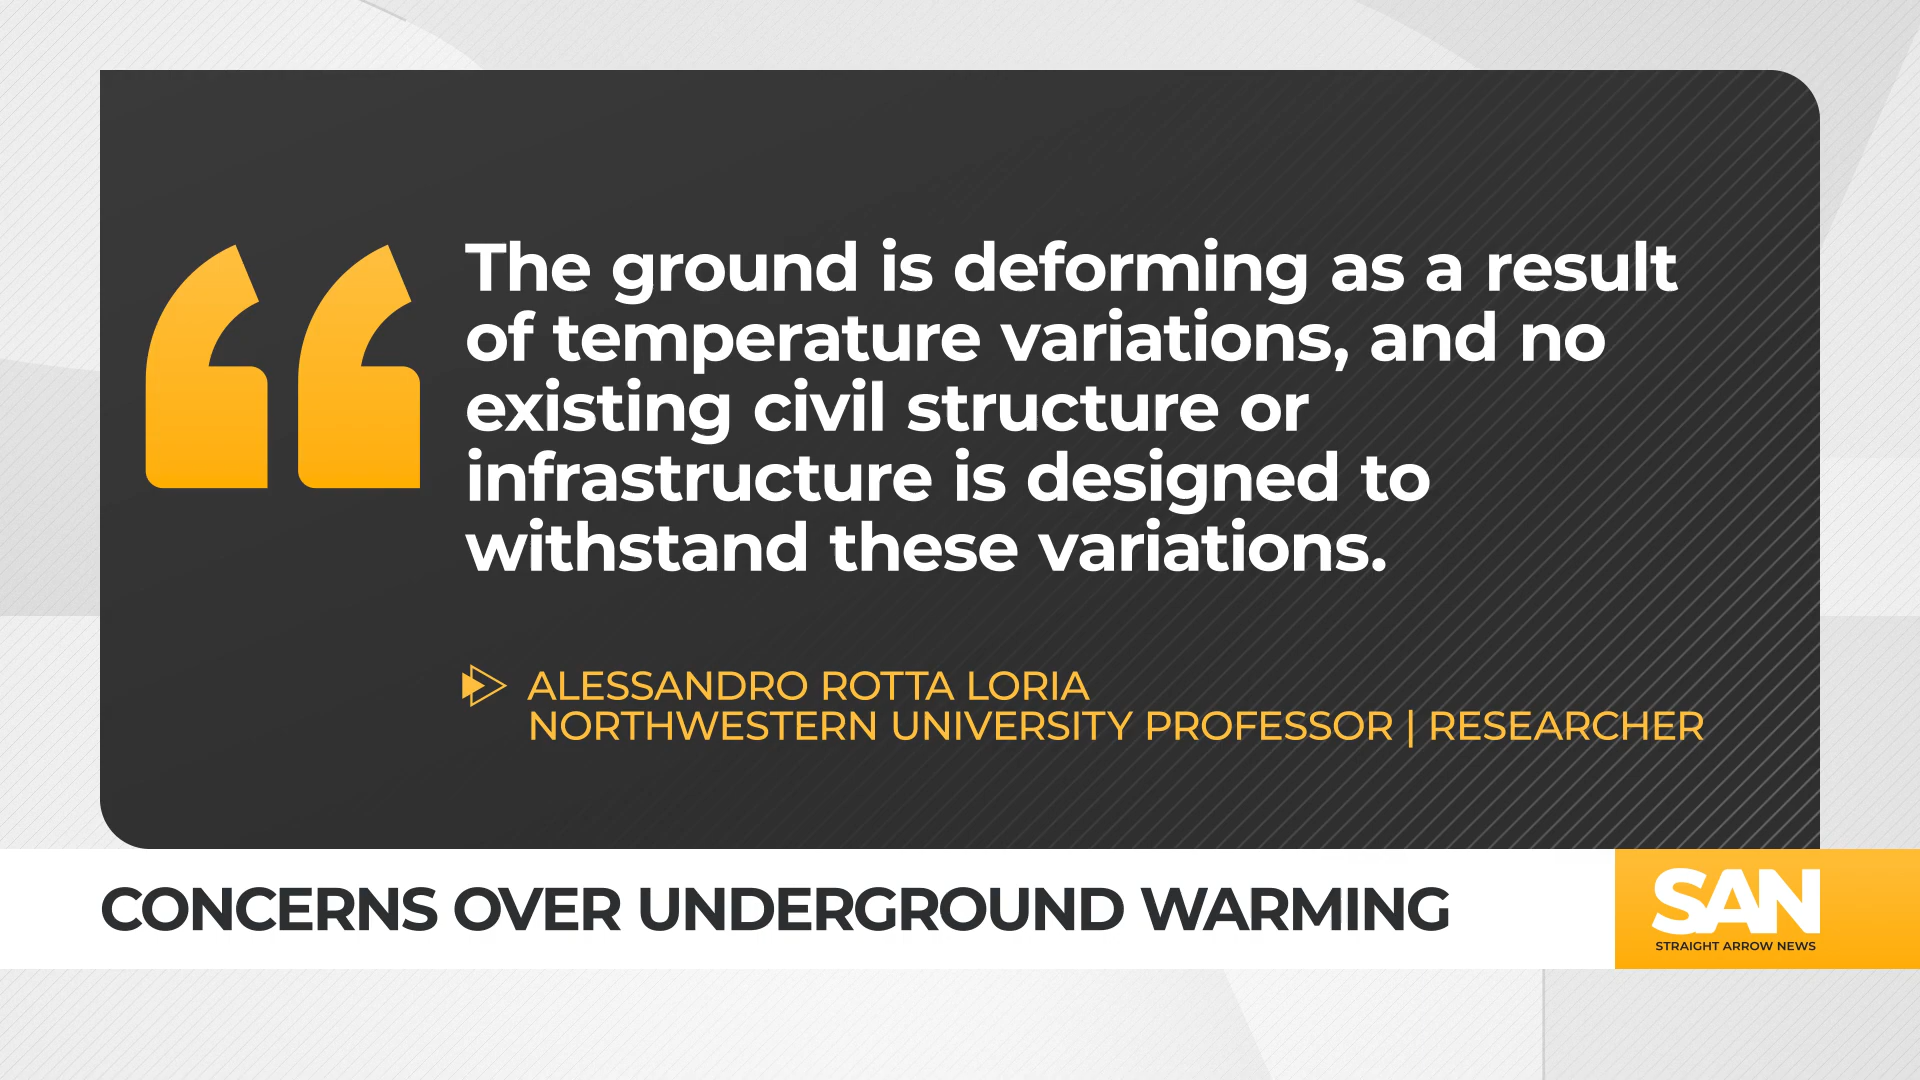 The ground is deforming as a result
of temperature variations, and no
existing civil structure or
infrastructure is designed to
withstand these variations.
ALESSANDRO ROTTA LORIA
NORTHWESTERN UNIVERSITY PROFESSOR | RESEARCHER
CONCERNS OVER UNDERGROUND WARMING
SAN
STRAIGHT ARROW NEWS